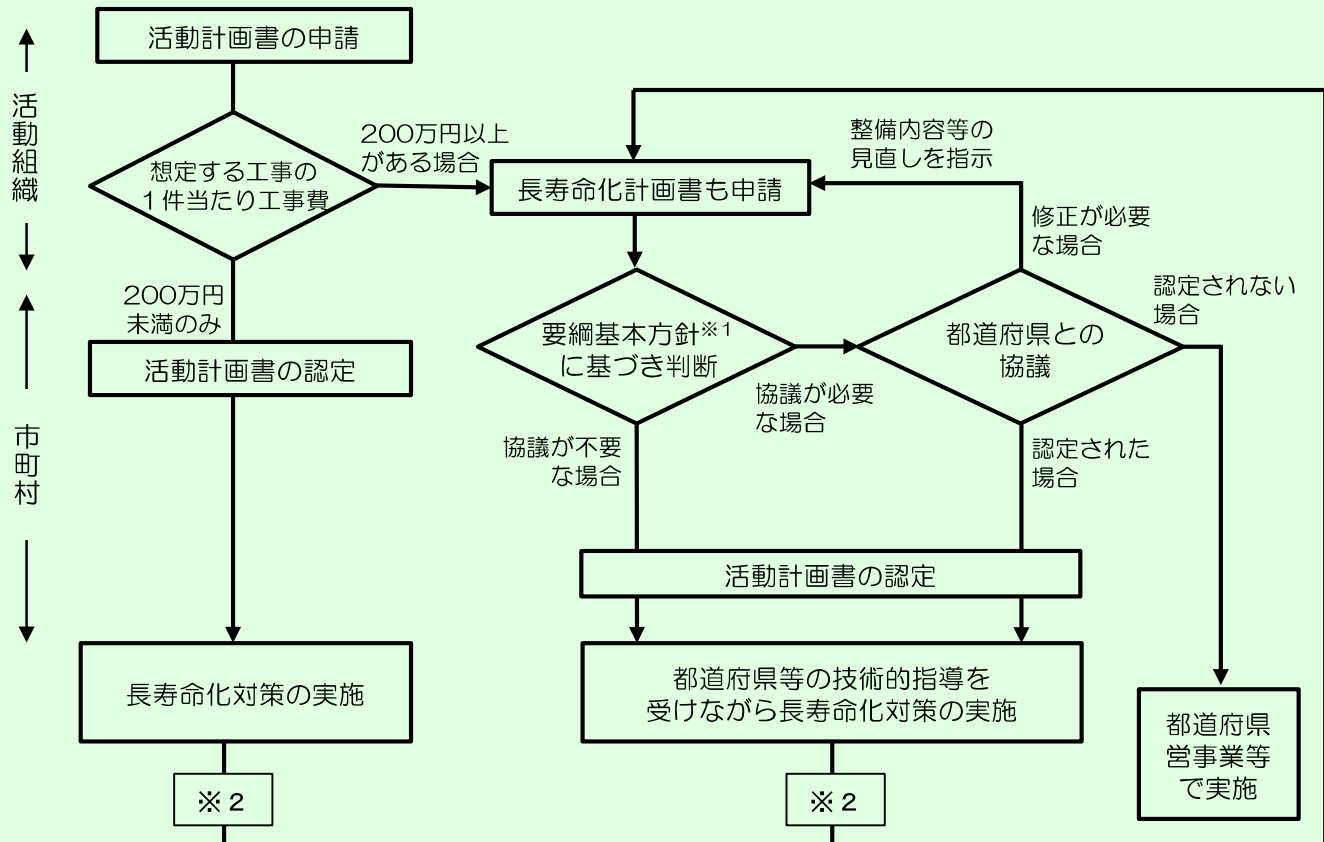 活動計画書の申請
活動組織
想定する工事の
1件当たり工事費
200万円以上
がある場合
長寿命化計画書も申請
整備内容等の
見直しを指示
修正が必要
な場合
200万円
未満のみ
市町村
活動計画書の認定
要綱基本方針※1
に基づき判断
協議が必要
な場合
都道府県との
協議
認定されない
場合
協議が不要
な場合
認定された
場合
活動計画書の認定
長寿命化対策の実施
都道府県等の技術的指導を
受けながら長寿命化対策の実施
都道府県
営事業等
で実施
※2
※2